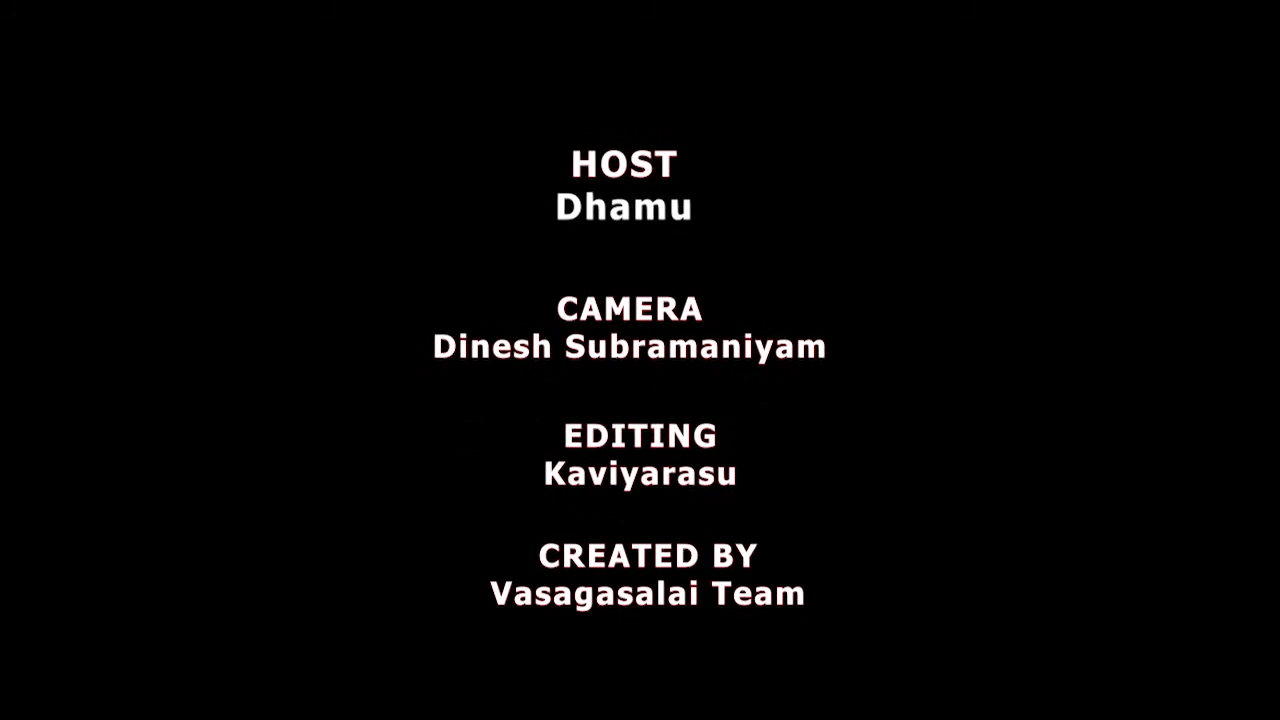 HOST
Dhamu
CAMERA
Dinesh Subramaniyam
EDITING
Kaviyarasu
CREATED BY
Vasagasalai Team